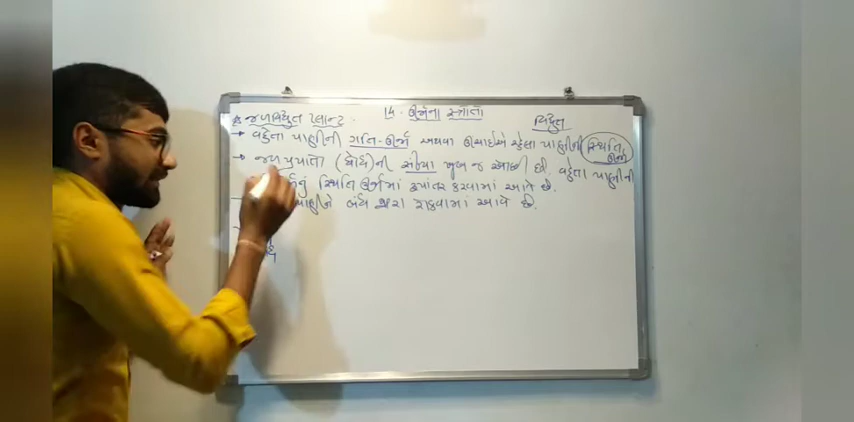 14. ઊર્જાના સ્ત્રોતો
જળવિદ્યુત પ્લાન્ટ. વિદ્યુત
→ વહેતા પાણીની ગતિ-ઊર્જા અથવા ઊંચાઈએ રહેલા પાણીની સ્થિતિ ઊર્જા
→ જળ પ્રપાતો (ધોધ)ની સંખ્યા ખૂબ જ ઓછી છે. વહેતા પાણીની
સ્થિતિ ઊર્જામાં રૂપાંતર કરવામાં આવે છે.
બંધ દ્વારા રોકવામાં આવે છે.